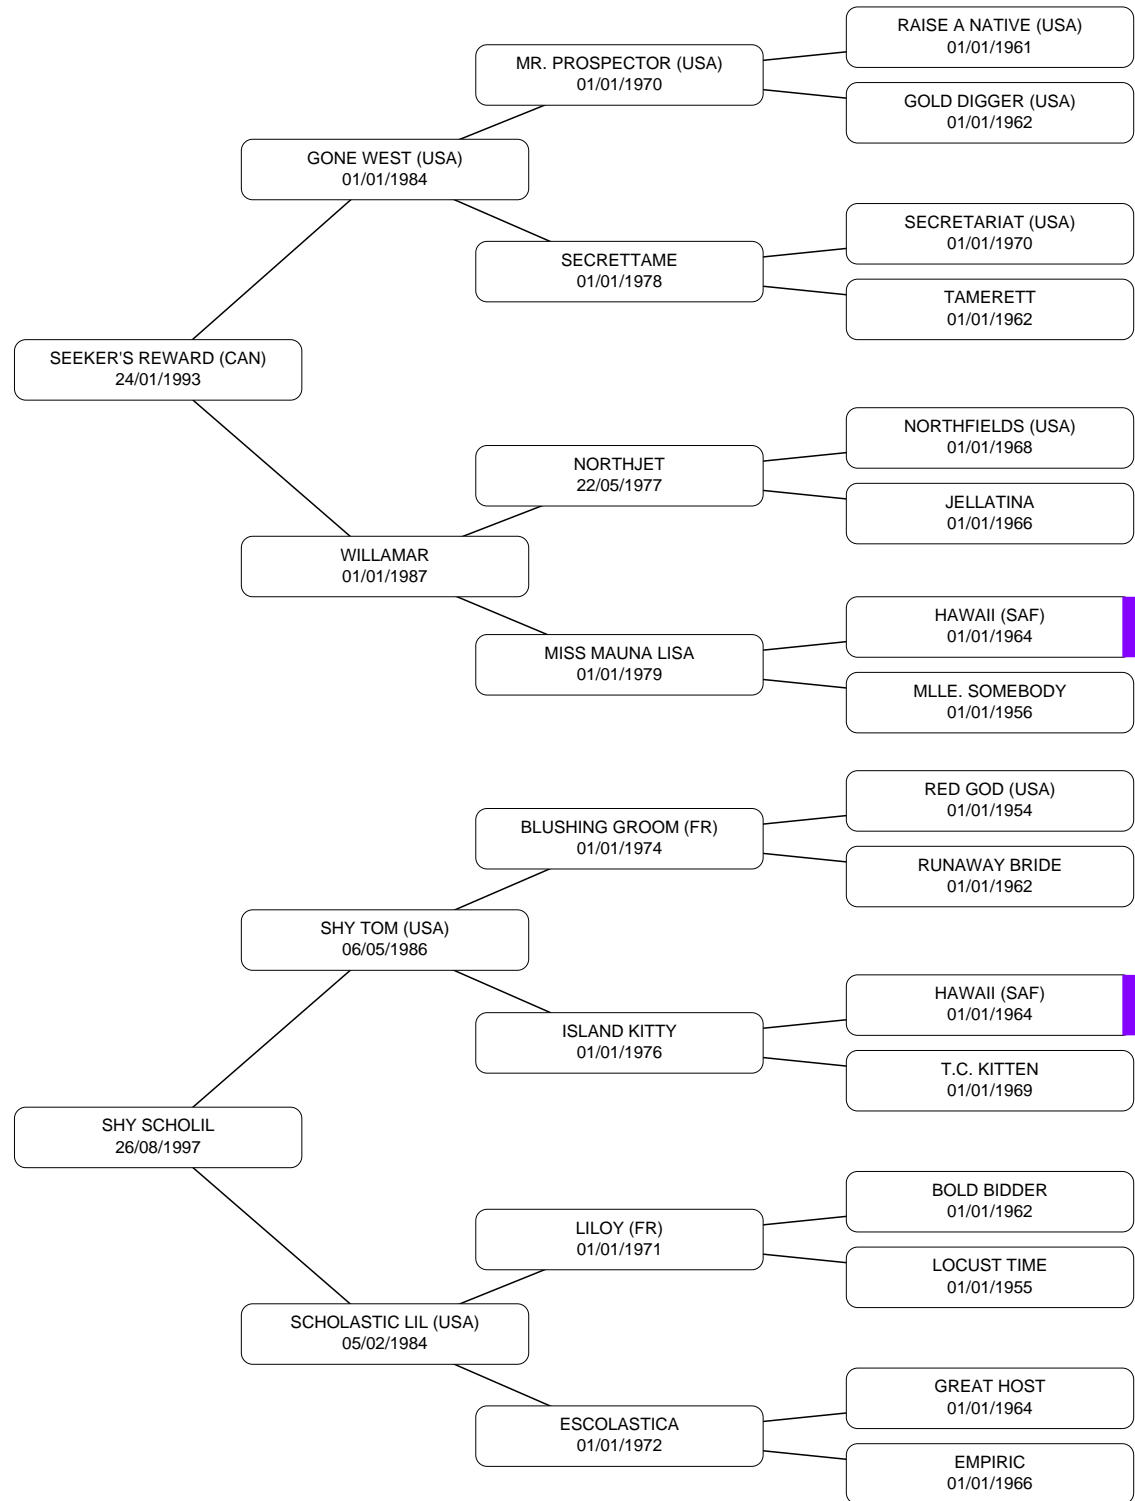 RAISE A NATIVE (USA)
01/01/1961
MR. PROSPECTOR (USA)
01/01/1970
GOLD DIGGER (USA)
01/01/1962
GONE WEST (USA)
01/01/1984
SECRETARIAT (USA)
01/01/1970
SECRETTAME
01/01/1978
TAMERETT
01/01/1962
SEEKER'S REWARD (CAN)
24/01/1993
NORTHFIELDS (USA)
01/01/1968
NORTHJET
22/05/1977
JELLATINA
01/01/1966
WILLAMAR
01/01/1987
HAWAII (SAF)
01/01/1964
MISS MAUNA LISA
01/01/1979
MLLE. SOMEBODY
01/01/1956
RED GOD (USA)
01/01/1954
BLUSHING GROOM (FR)
01/01/1974
RUNAWAY BRIDE
01/01/1962
SHY TOM (USA)
06/05/1986
HAWAII (SAF)
01/01/1964
ISLAND KITTY
01/01/1976
T.C. KITTEN
01/01/1969
SHY SCHOLIL
26/08/1997
BOLD BIDDER
01/01/1962
LILOY (FR)
01/01/1971
LOCUST TIME
01/01/1955
SCHOLASTIC LIL (USA)
05/02/1984
GREAT HOST
01/01/1964
ESCOLASTICA
01/01/1972
EMPIRIC
01/01/1966